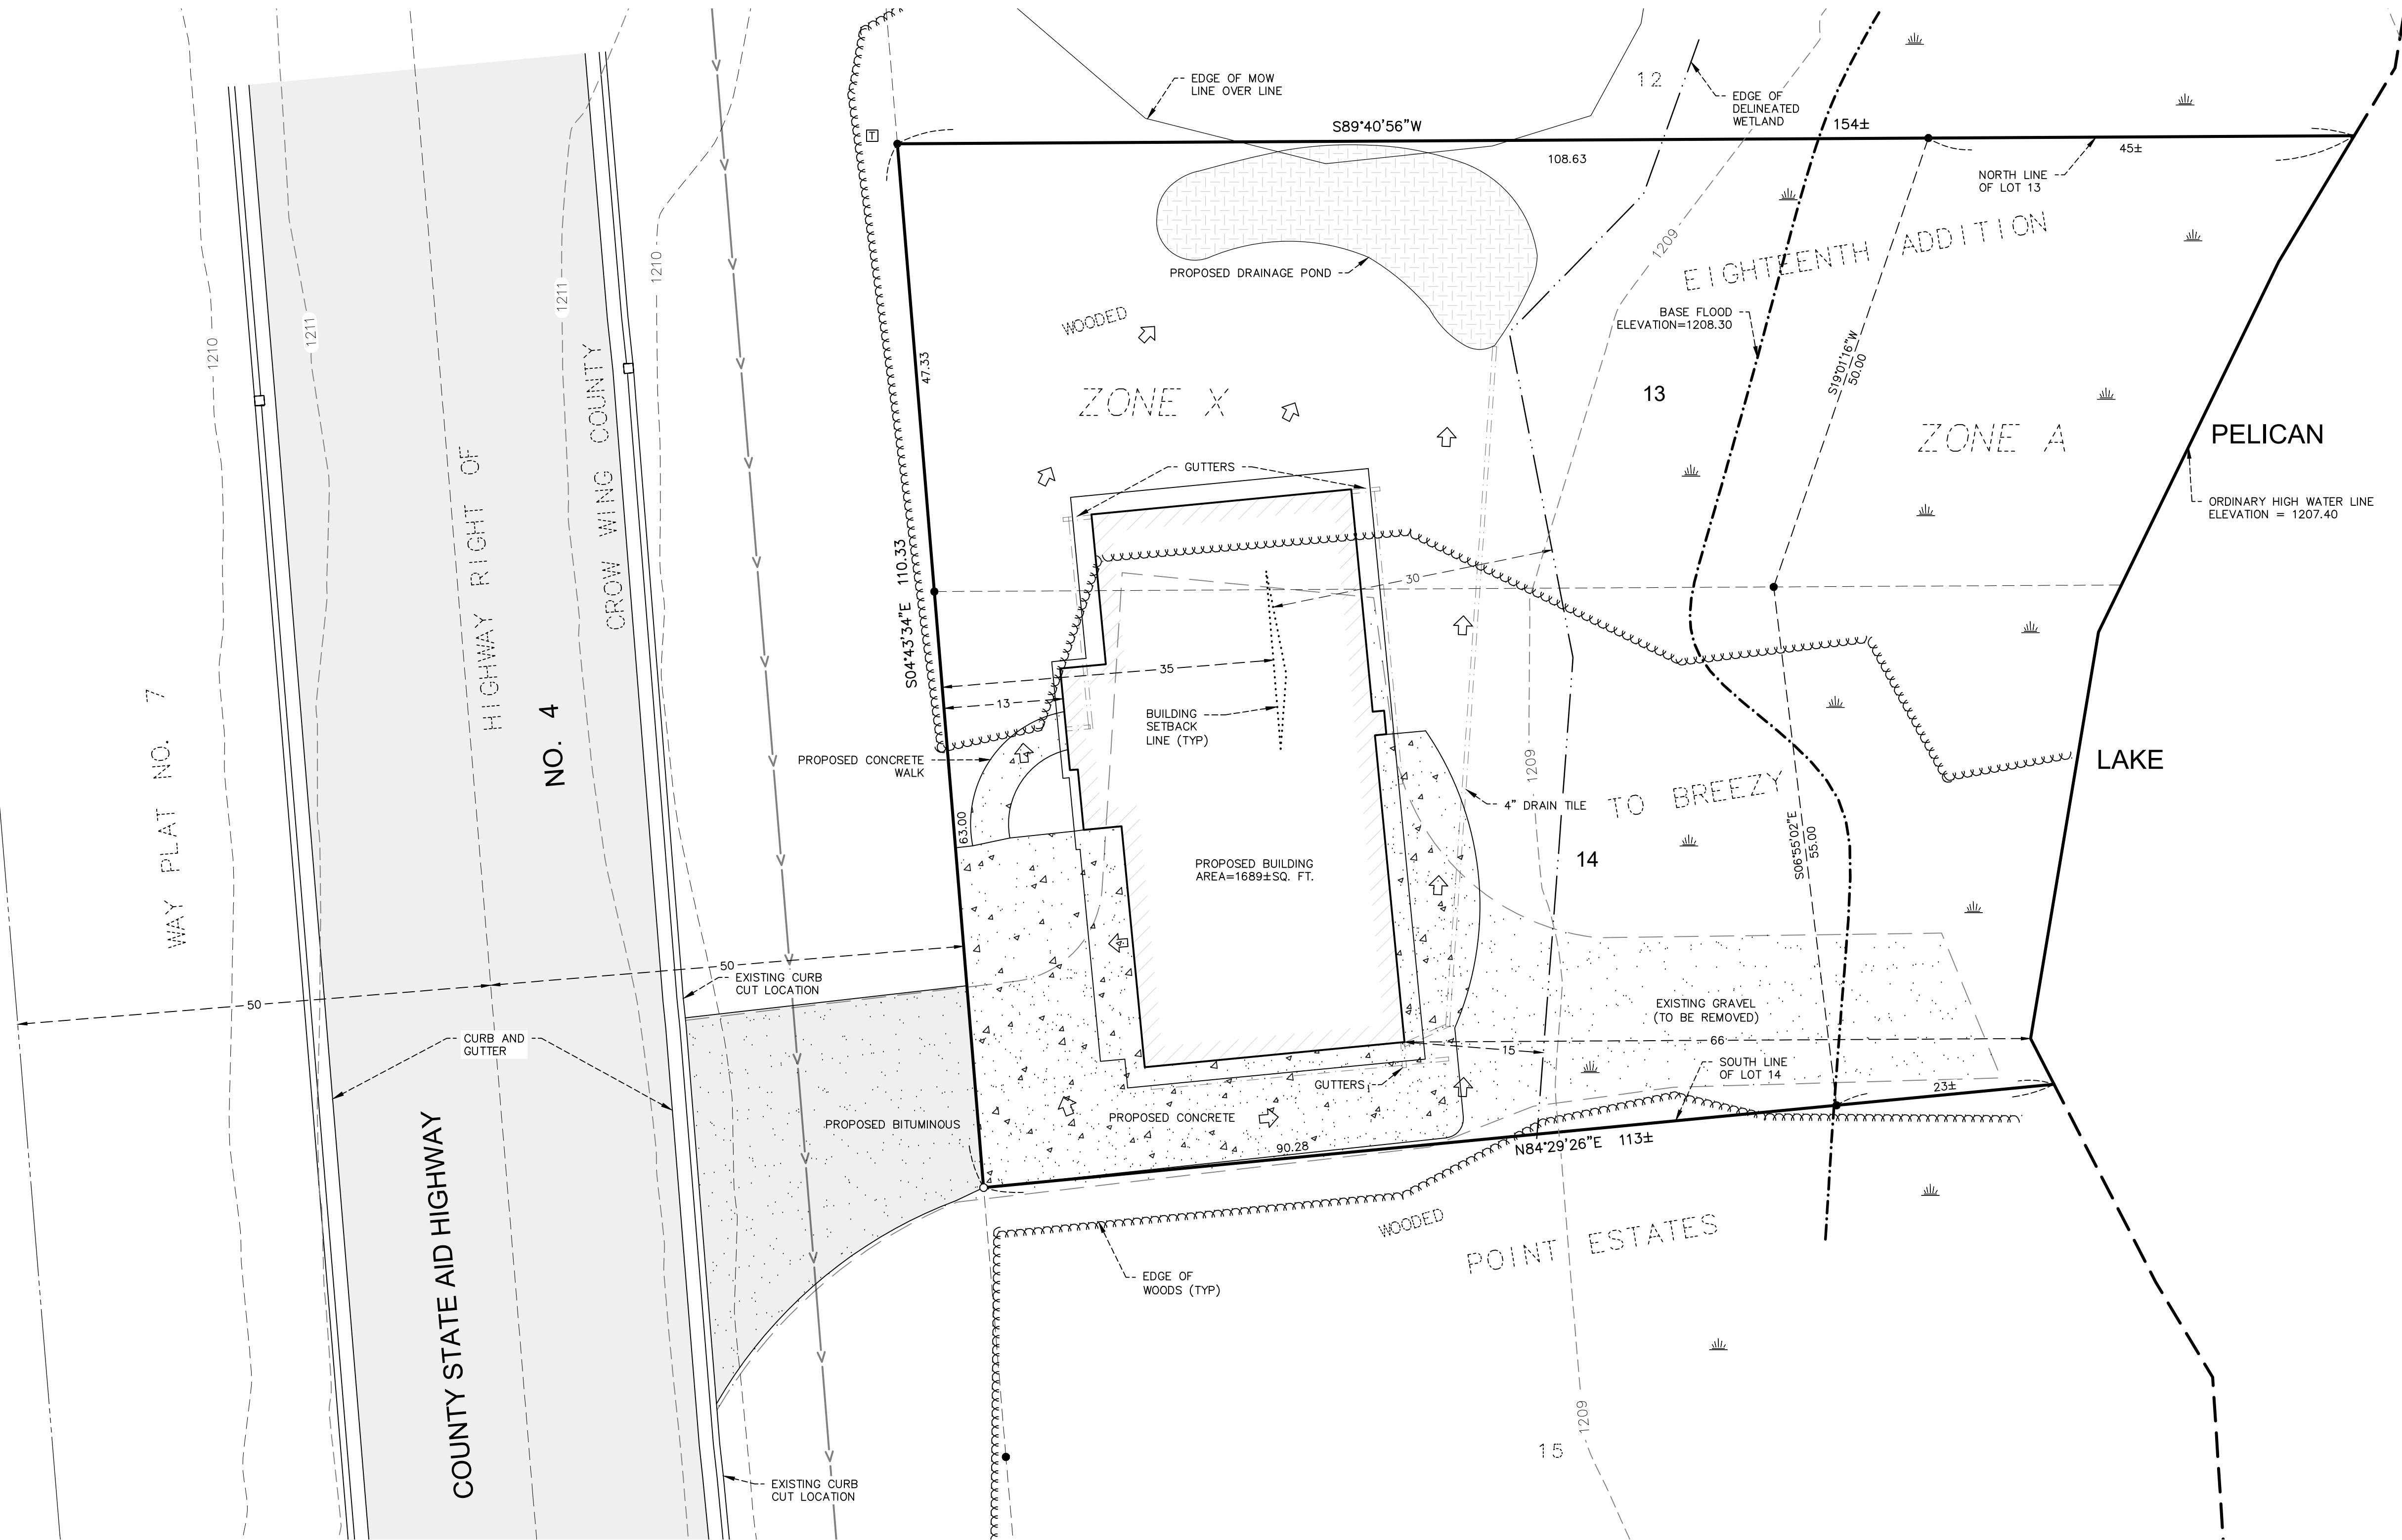 EDGE OF MOW
LINE OVER LINE
12
EDGE OF
DELINEATED
WETLAND
S89°40'56"W
154±
T
108.63
45±
NORTH LINE
OF LOT 13
EIGHTEENTH ADDITION
1209
PROPOSED DRAINAGE POND
1210
1211
1211
1210
WOODED
BASE FLOOD
ELEVATION=1208.30
S19°01'16"W
50.00
47.33
ZONE X
13
ZONE A
PELICAN
GUTTERS
ORDINARY HIGH WATER LINE
ELEVATION = 1207.40
HIGHWAY RIGHT OF
CROW WING COUNTY
S04°43'34"E 110.33
30
35
13
BUILDING
SETBACK
LINE (TYP)
WAY PLAT NO. 7
NO. 4
PROPOSED CONCRETE
WALK
63.00
1209
LAKE
4" DRAIN TILE
TO BREEZY
S06°55'02"E
55.00
14
PROPOSED BUILDING
AREA=1689±SQ. FT.
50
50
EXISTING CURB
CUT LOCATION
EXISTING GRAVEL
(TO BE REMOVED)
CURB AND
GUTTER
15
66
SOUTH LINE
OF LOT 14
GUTTERS
23±
PROPOSED BITUMINOUS
PROPOSED CONCRETE
90.28
N84°29'26"E 113±
COUNTY STATE AID HIGHWAY
WOODED
POINT ESTATES
EDGE OF
WOODS (TYP)
1209
15
EXISTING CURB
CUT LOCATION